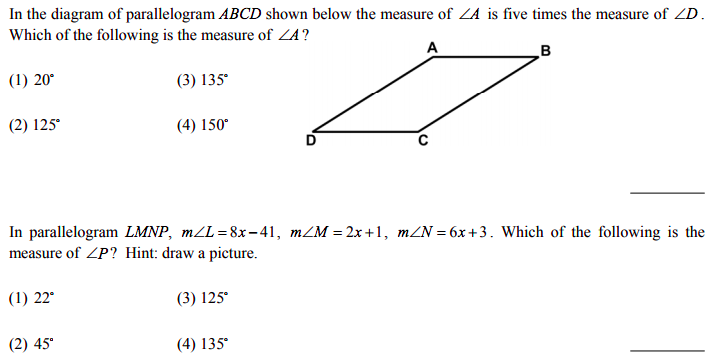 In the diagram of parallelogram ABCD shown below the measure of ∠A is five times the measure of ∠D.
Which of the following is the measure of ∠A?
A B
(1) 20° (3) 135°
(2) 125° (4) 150°
D C
In parallelogram LMNP, m∠L = 8x − 41, m∠M = 2x + 1, m∠N = 6x + 3. Which of the following is the
measure of ∠P? Hint: draw a picture.
(1) 22° (3) 125°
(2) 45° (4) 135°